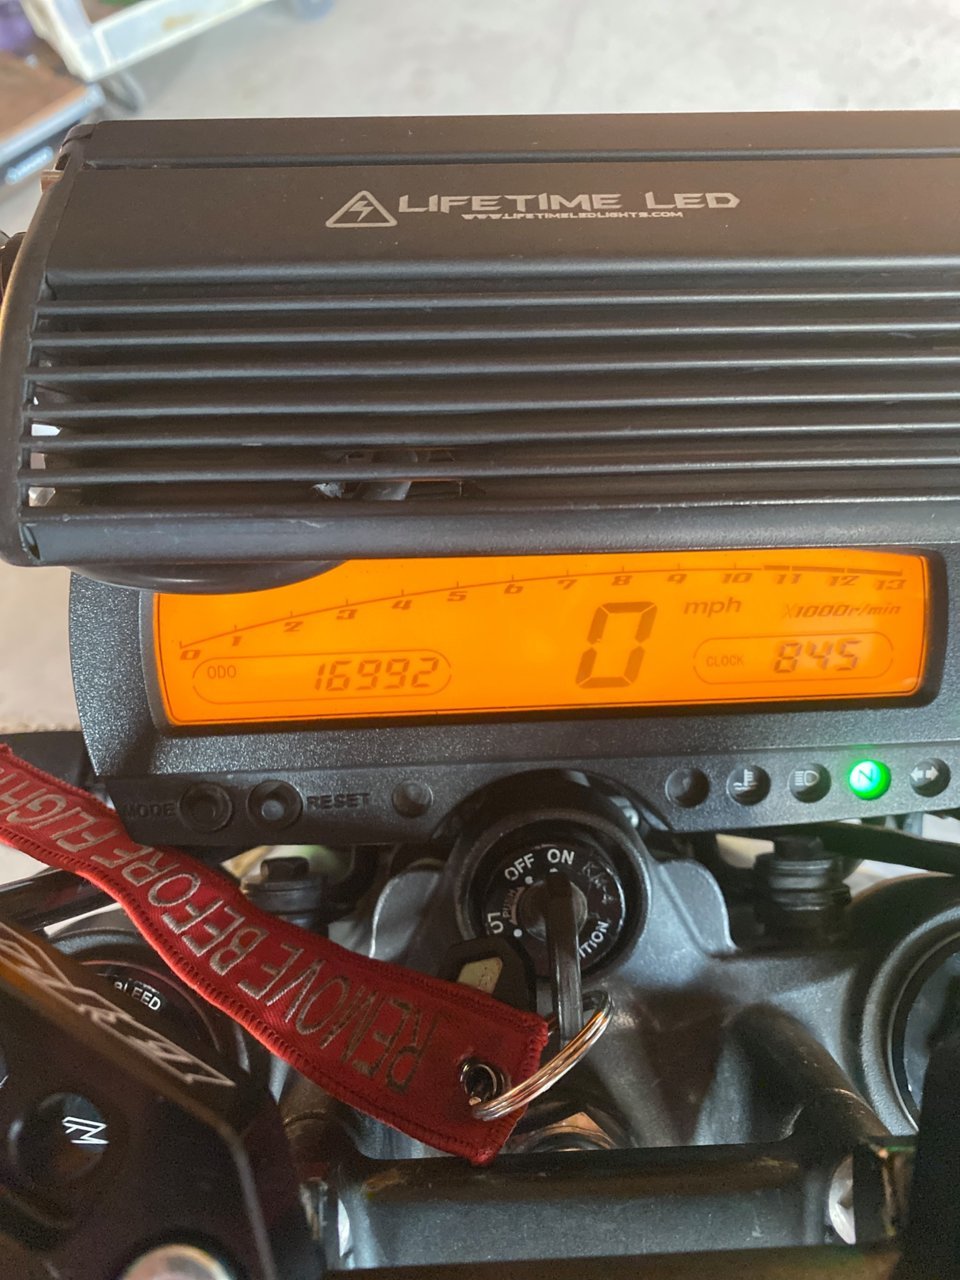 LIFETIME LED
WWW.LIFETIMELEDLIGHTS.COM
0 1 2 3 4 5 6 7 8 9 10 11 12 13
X1000r/min
0 mph
ODO 16992
CLOCK 845
MODE
RESET
N
OFF ON
REMOVE BEFORE FLIGHT